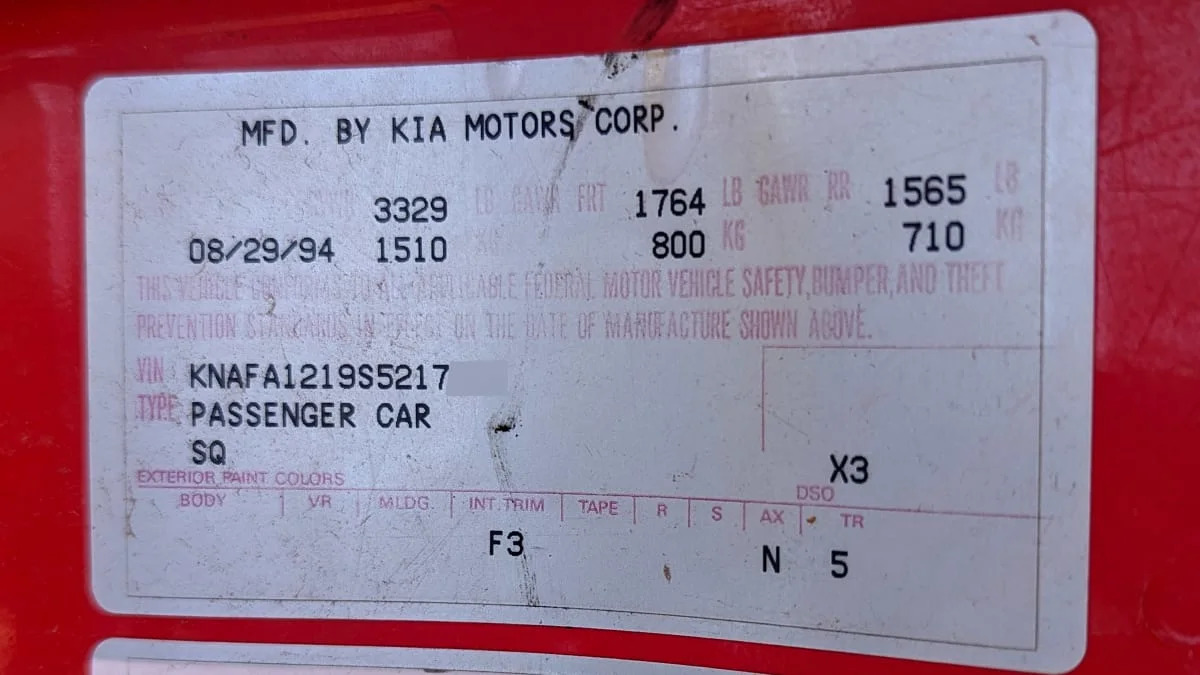 MFD. BY KIA MOTORS CORP.
3329 LB GAWR FRT 1764 LB GAWR RR 1565 LB
08/29/94 1510 KG 800 KG 710 KG
THIS VEHICLE CONFORMS TO ALL APPLICABLE FEDERAL MOTOR VEHICLE SAFETY, BUMPER, AND THEFT
PREVENTION STANDARDS IN EFFECT ON THE DATE OF MANUFACTURE SHOWN ABOVE.
VIN KNAFA1219S5217
TYPE PASSENGER CAR
SQ
X3
EXTERIOR PAINT COLORS DSO
BODY VR MLDG. INT. TRIM TAPE R S AX TR
F3 N 5